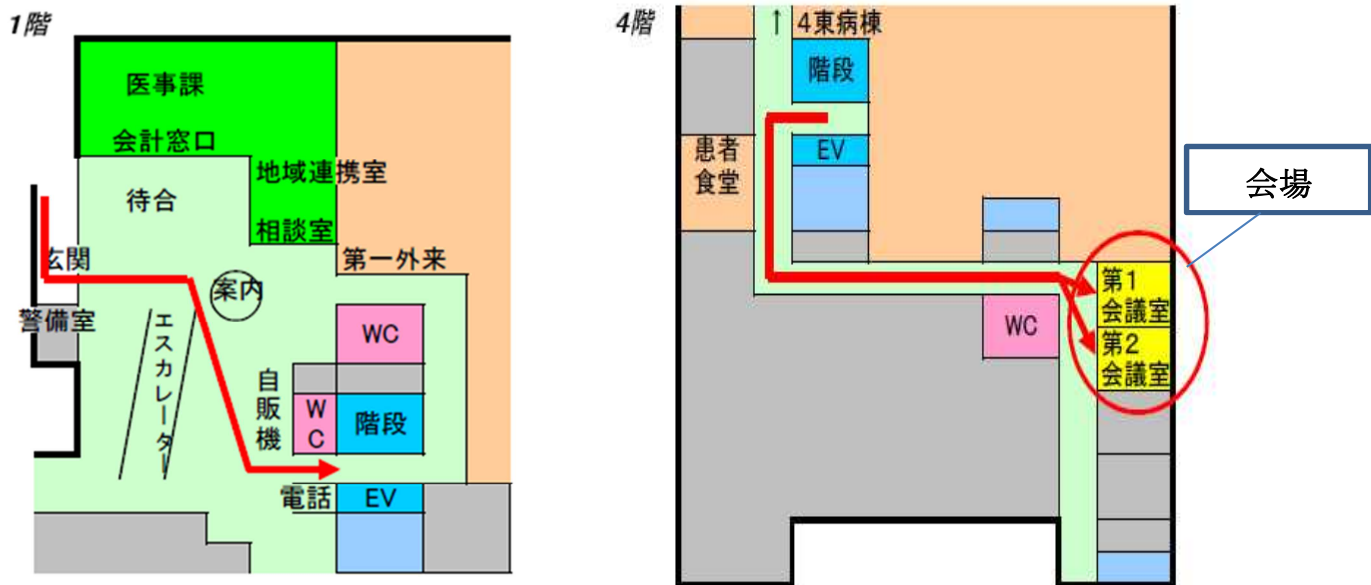 1階
医事課
会計窓口
地域連携室
待合
相談室
玄関
第一外来
案内
警備室
エスカレーター
WC
自販機
WC
階段
電話
EV
4階
↑ 4東病棟
階段
患者
食堂
EV
会場
第1
会議室
WC
第2
会議室